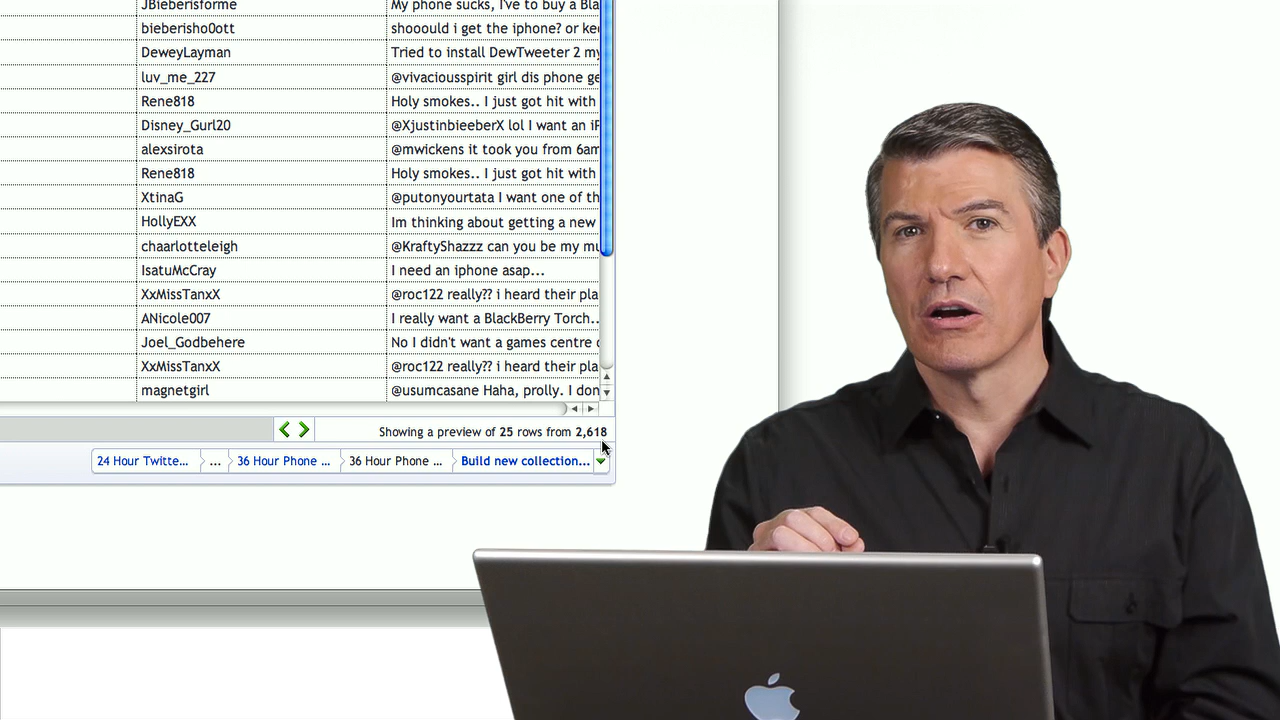 JBieberisforme My phone sucks, I've to buy a Bla
bieberisho0ott shooould i get the iphone? or kee
DeweyLayman Tried to install DewTweeter 2 my
luv_me_227 @vivaciousspirit girl dis phone ge
Rene818 Holy smokes.. I just got hit with
Disney_Gurl20 @XjustinbieeberX lol I want an iP
alexsirota @mwickens it took you from 6am
Rene818 Holy smokes.. I just got hit with
XtinaG @putonyourtata I want one of th
HollyEXX Im thinking about getting a new
chaarlotteleigh @KraftyShazzz can you be my mu
IsatuMcCray I need an iphone asap...
XxMissTanxX @roc122 really?? i heard their pla
ANicole007 I really want a BlackBerry Torch..
Joel_Godbehere No I didn't want a games centre c
XxMissTanxX @roc122 really?? i heard their pla
magnetgirl @usumcasane Haha, prolly. I don
Showing a preview of 25 rows from 2,618
24 Hour Twitte... ... 36 Hour Phone ... 36 Hour Phone ... Build new collection...